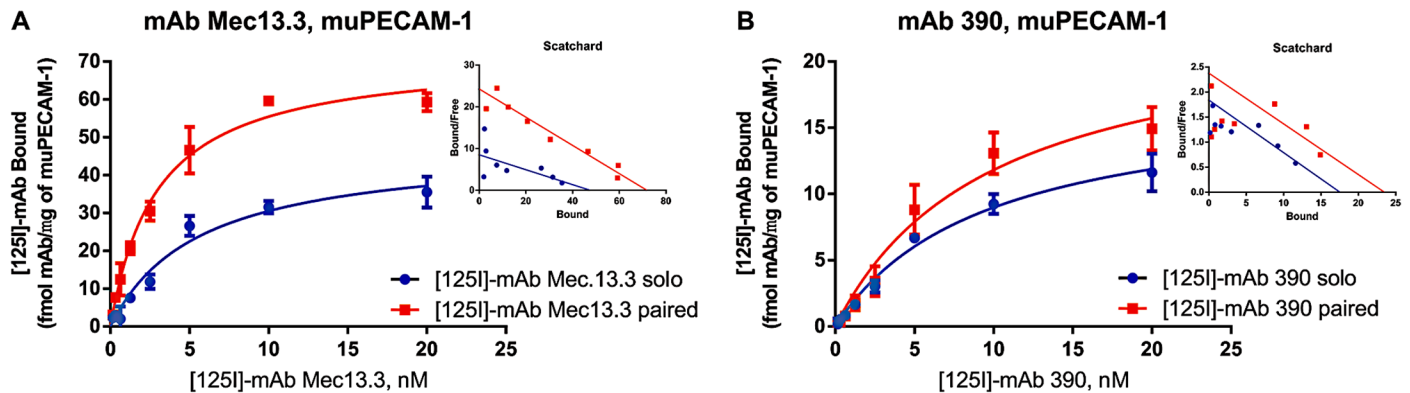 A
mAb Mec13.3, muPECAM-1
[125I]-mAb Bound
(fmol mAb/mg of muPECAM-1)
70
60
50
40
30
20
10
0
0 5 10 15 20 25
[125I]-mAb Mec13.3, nM
Scatchard
Bound/Free
30
20
10
0
0 20 40 60 80
Bound
[125I]-mAb Mec.13.3 solo
[125I]-mAb Mec13.3 paired
B
mAb 390, muPECAM-1
[125I]-mAb Bound
(fmol mAb/mg of muPECAM-1)
20
15
10
5
0
0 5 10 15 20 25
[125I]-mAb 390, nM
Scatchard
Bound/Free
2.5
2.0
1.5
1.0
0.5
0.0
0 5 10 15 20 25
Bound
[125I]-mAb 390 solo
[125I]-mAb 390 paired